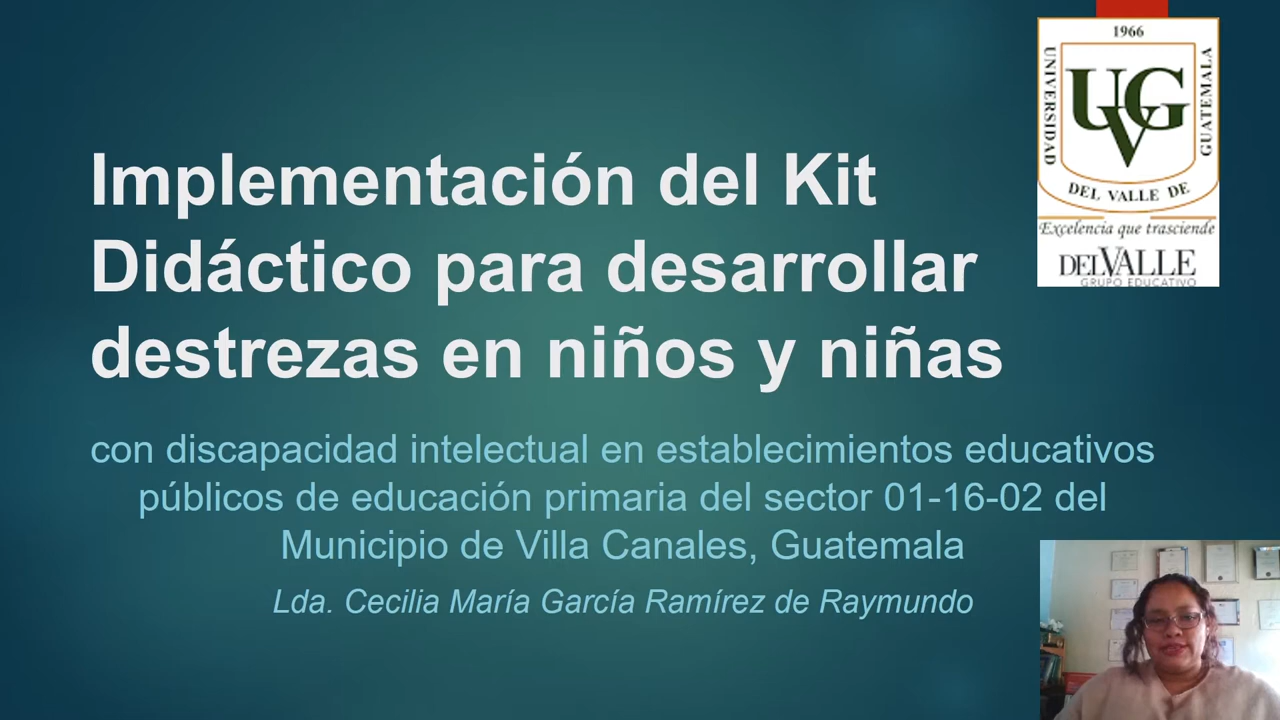 Implementación del Kit
Didáctico para desarrollar
destrezas en niños y niñas
con discapacidad intelectual en establecimientos educativos
públicos de educación primaria del sector 01-16-02 del
Municipio de Villa Canales, Guatemala
Lda. Cecilia María García Ramírez de Raymundo
1966
UNIVERSIDAD
UVG
DEL VALLE DE
GUATEMALA
Excelencia que trasciende
DELVALLE
GRUPO EDUCATIVO